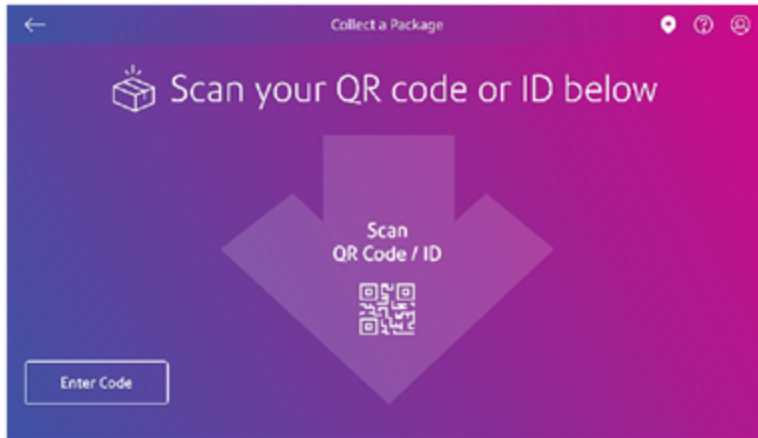 Collect a Package
Scan your QR code or ID below
Scan
QR Code / ID
Enter Code